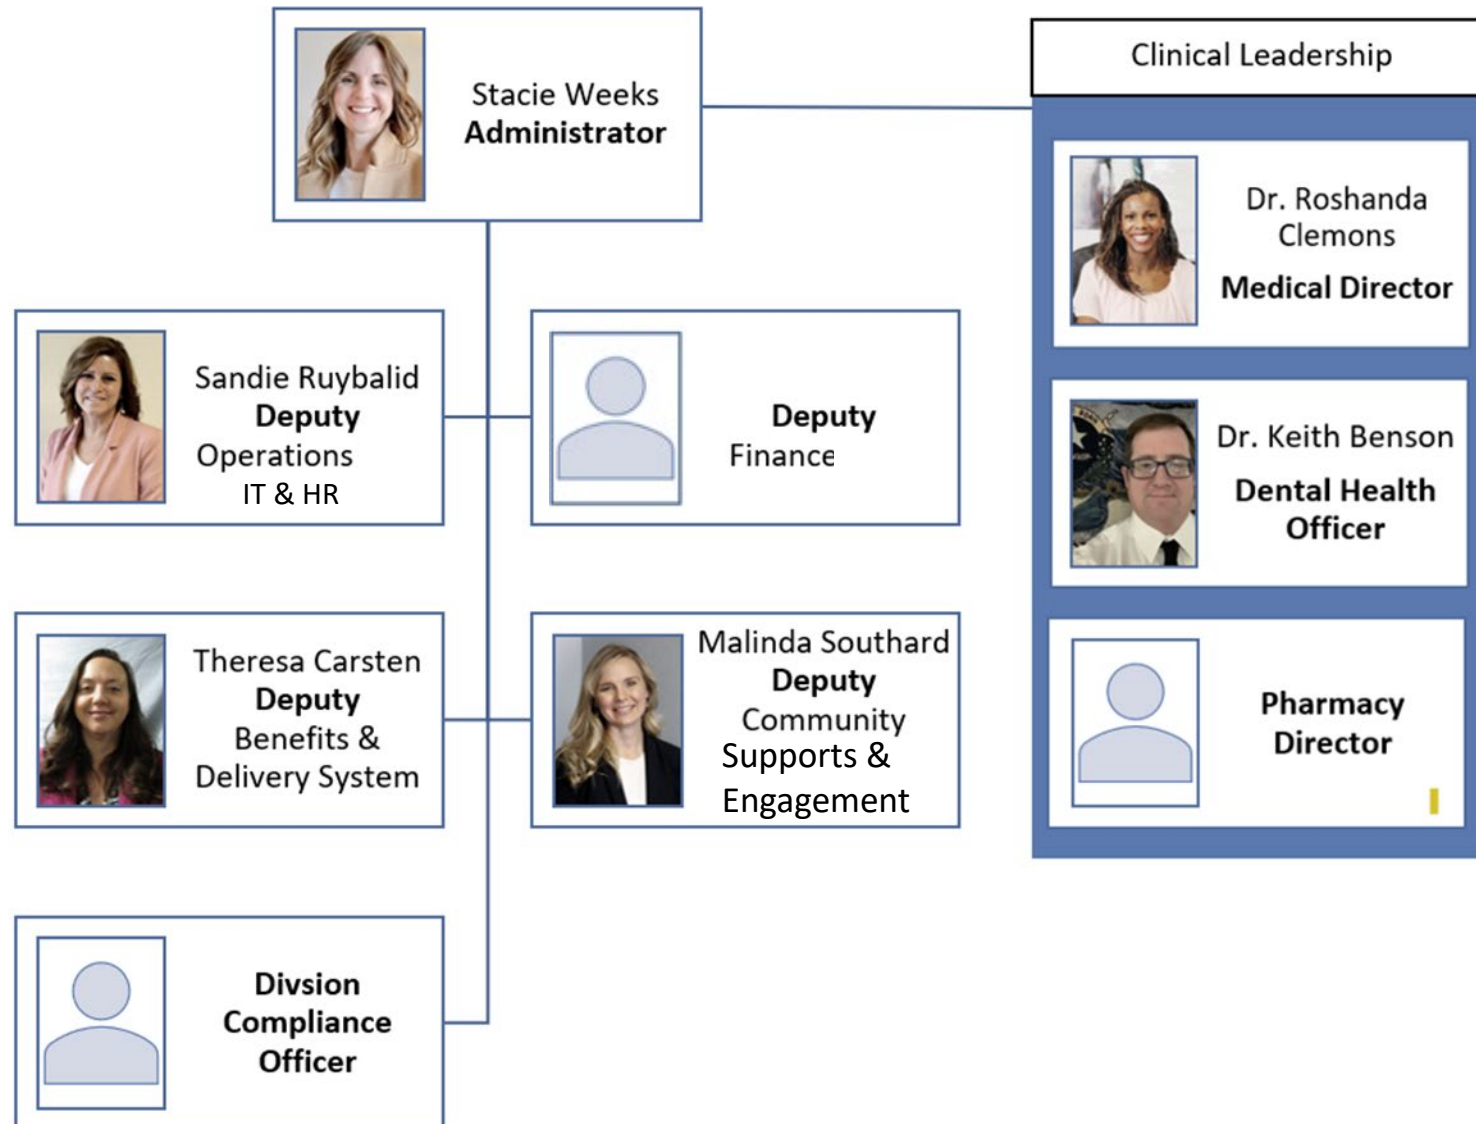 Stacie Weeks
Administrator
Clinical Leadership
Dr. Roshanda
Clemons
Medical Director
Sandie Ruybalid
Deputy
Operations
IT & HR
Deputy
Finance
Dr. Keith Benson
Dental Health
Officer
Theresa Carsten
Deputy
Benefits &
Delivery System
Malinda Southard
Deputy
Community
Supports &
Engagement
Pharmacy
Director
Divsion
Compliance
Officer